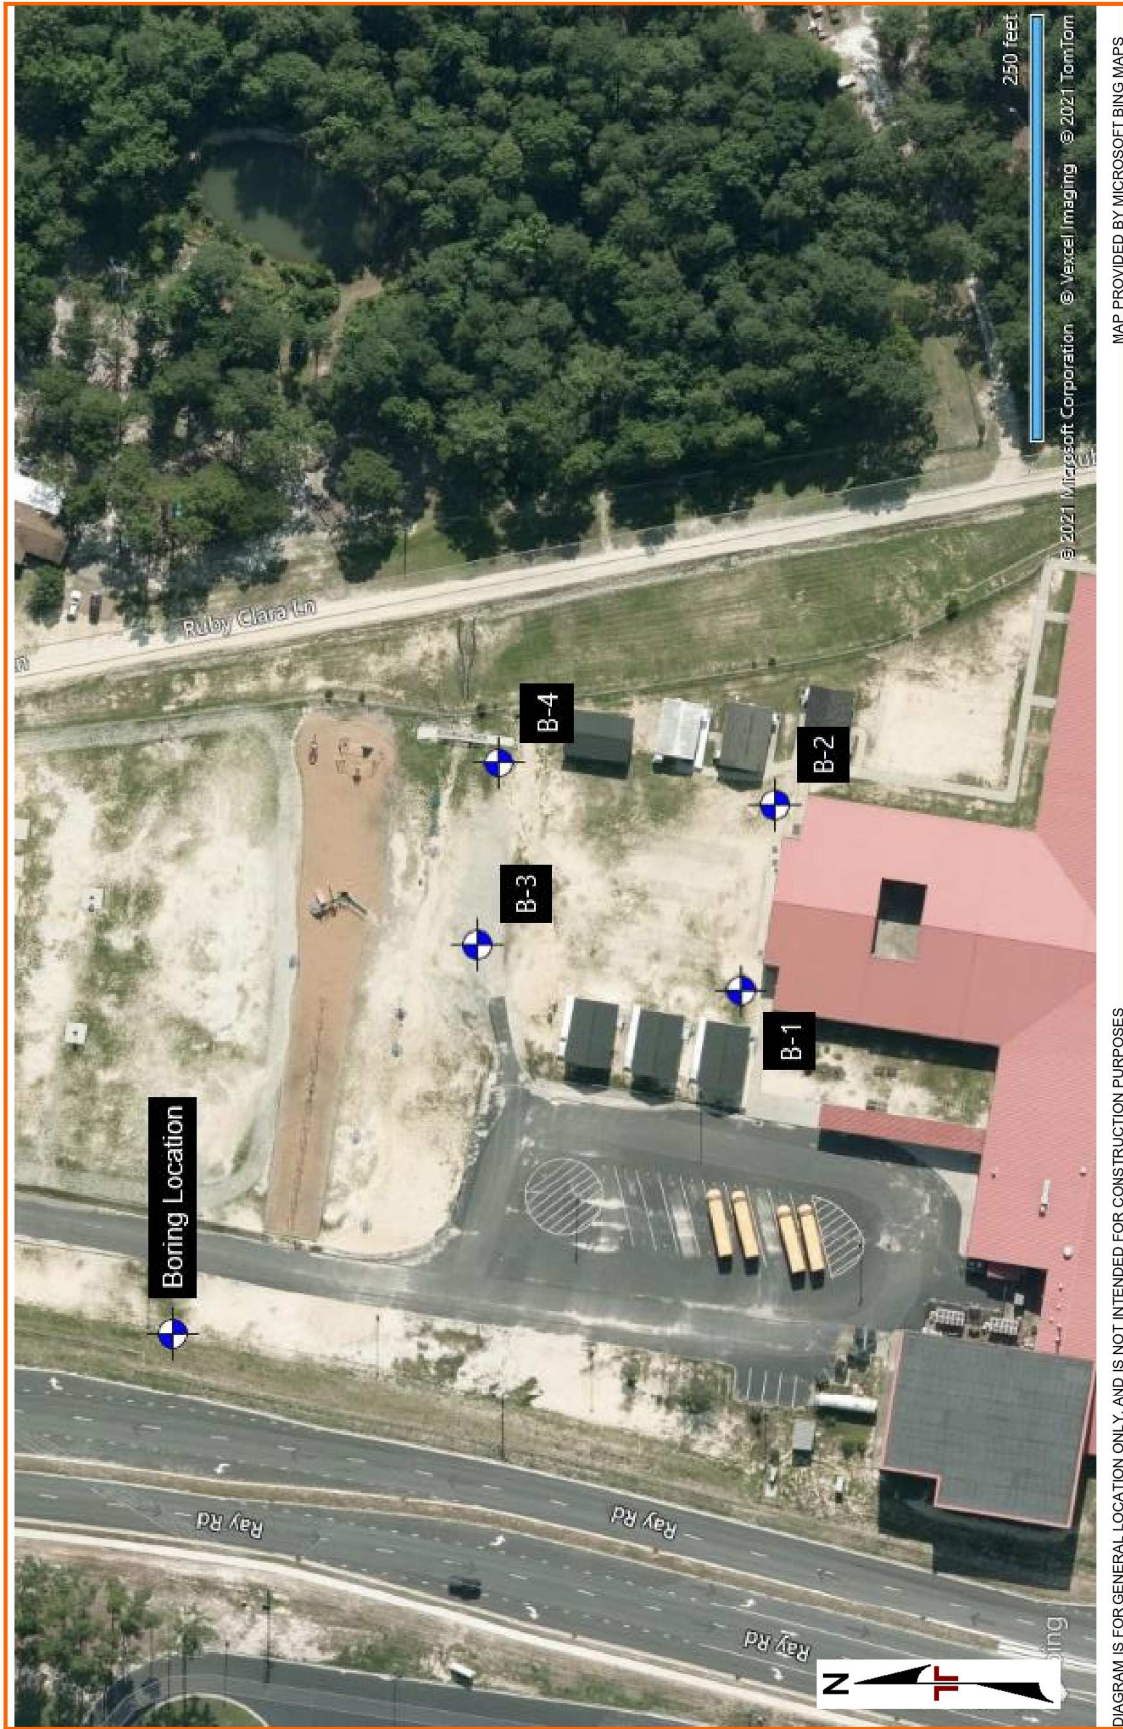 250 feet
© 2021 Microsoft Corporation © Vexcel Imaging © 2021 TomTom
MAP PROVIDED BY MICROSOFT BING MAPS
Ruby Clara Ln
B-4
B-2
B-3
B-1
Boring Location
Ray Rd
Ray Rd
Ray Rd
N
DIAGRAM IS FOR GENERAL LOCATION ONLY, AND IS NOT INTENDED FOR CONSTRUCTION PURPOSES